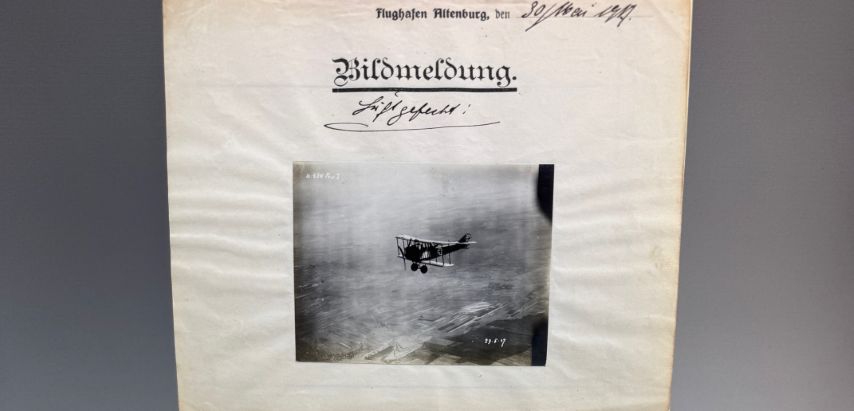 Flughafen Altenburg, den 30/Mai 1917.
Bildmeldung.
Luftgefecht:
29.5.17